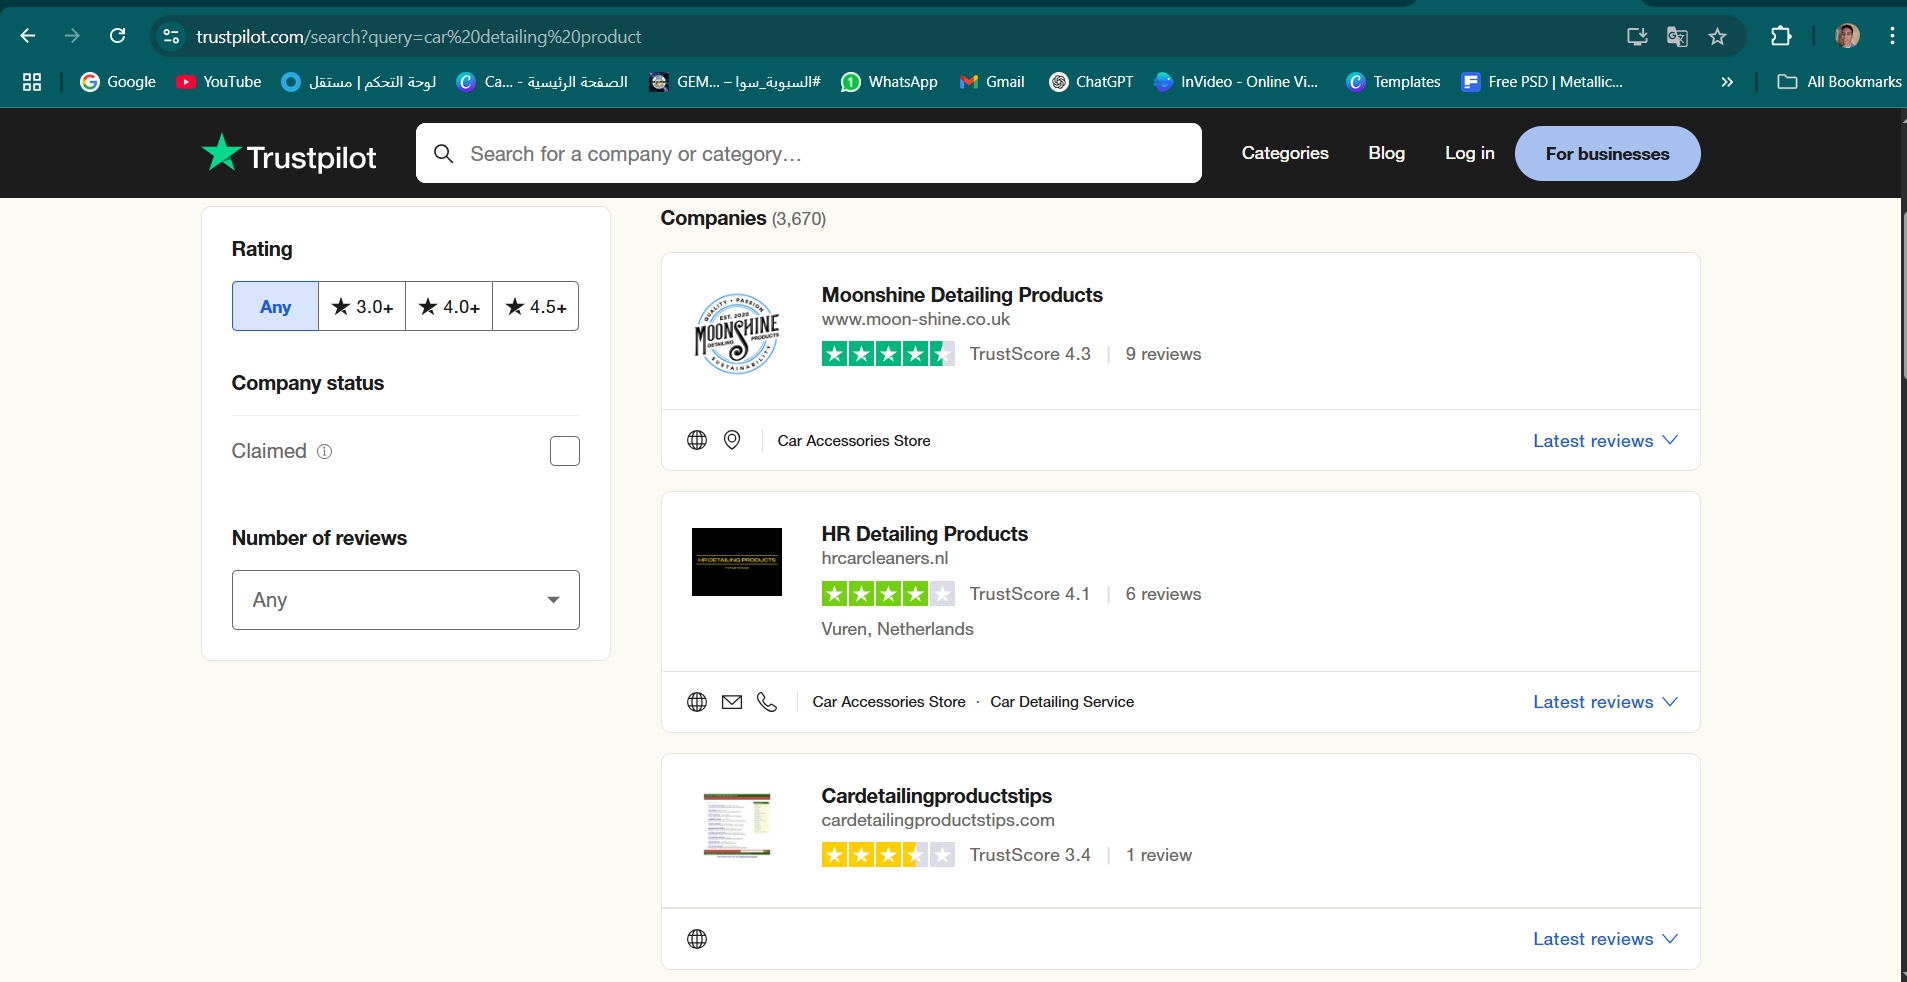 trustpilot.com/search?query=car%20detailing%20product
Google
YouTube
لوحة التحكم | مستقل
Ca... - الصفحة الرئيسية
GEM... – السبوبة_سوا#
WhatsApp
Gmail
ChatGPT
InVideo - Online Vi...
Templates
Free PSD | Metallic...
»
All Bookmarks
Trustpilot
Search for a company or category…
Categories
Blog
Log in
For businesses
Rating
Any
3.0+
4.0+
4.5+
Company status
Claimed
Number of reviews
Any
Companies (3,670)
QUALITY • PASSION
EST. 2020
MOONSHINE
DETAILING PRODUCTS
SUSTAINABILITY
Moonshine Detailing Products
www.moon-shine.co.uk
TrustScore 4.3 | 9 reviews
Car Accessories Store
Latest reviews
HR DETAILING PRODUCTS
HR Detailing Products
hrcarcleaners.nl
TrustScore 4.1 | 6 reviews
Vuren, Netherlands
Car Accessories Store · Car Detailing Service
Latest reviews
Cardetailingproductstips
cardetailingproductstips.com
TrustScore 3.4 | 1 review
Latest reviews